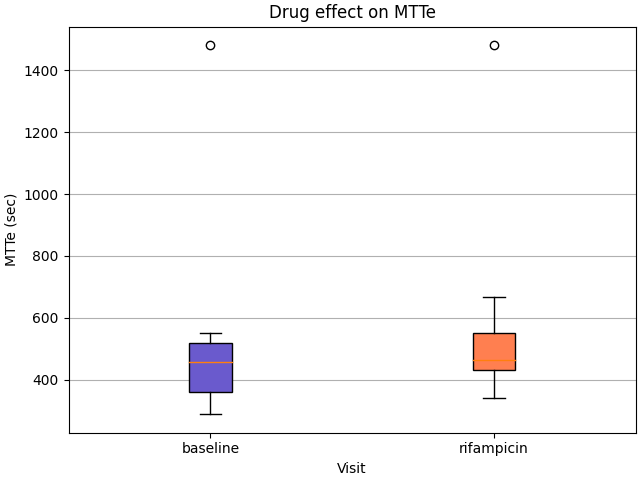 Drug effect on MTTe
1400
1200
1000
800
600
400
MTTe (sec)
baseline
rifampicin
Visit